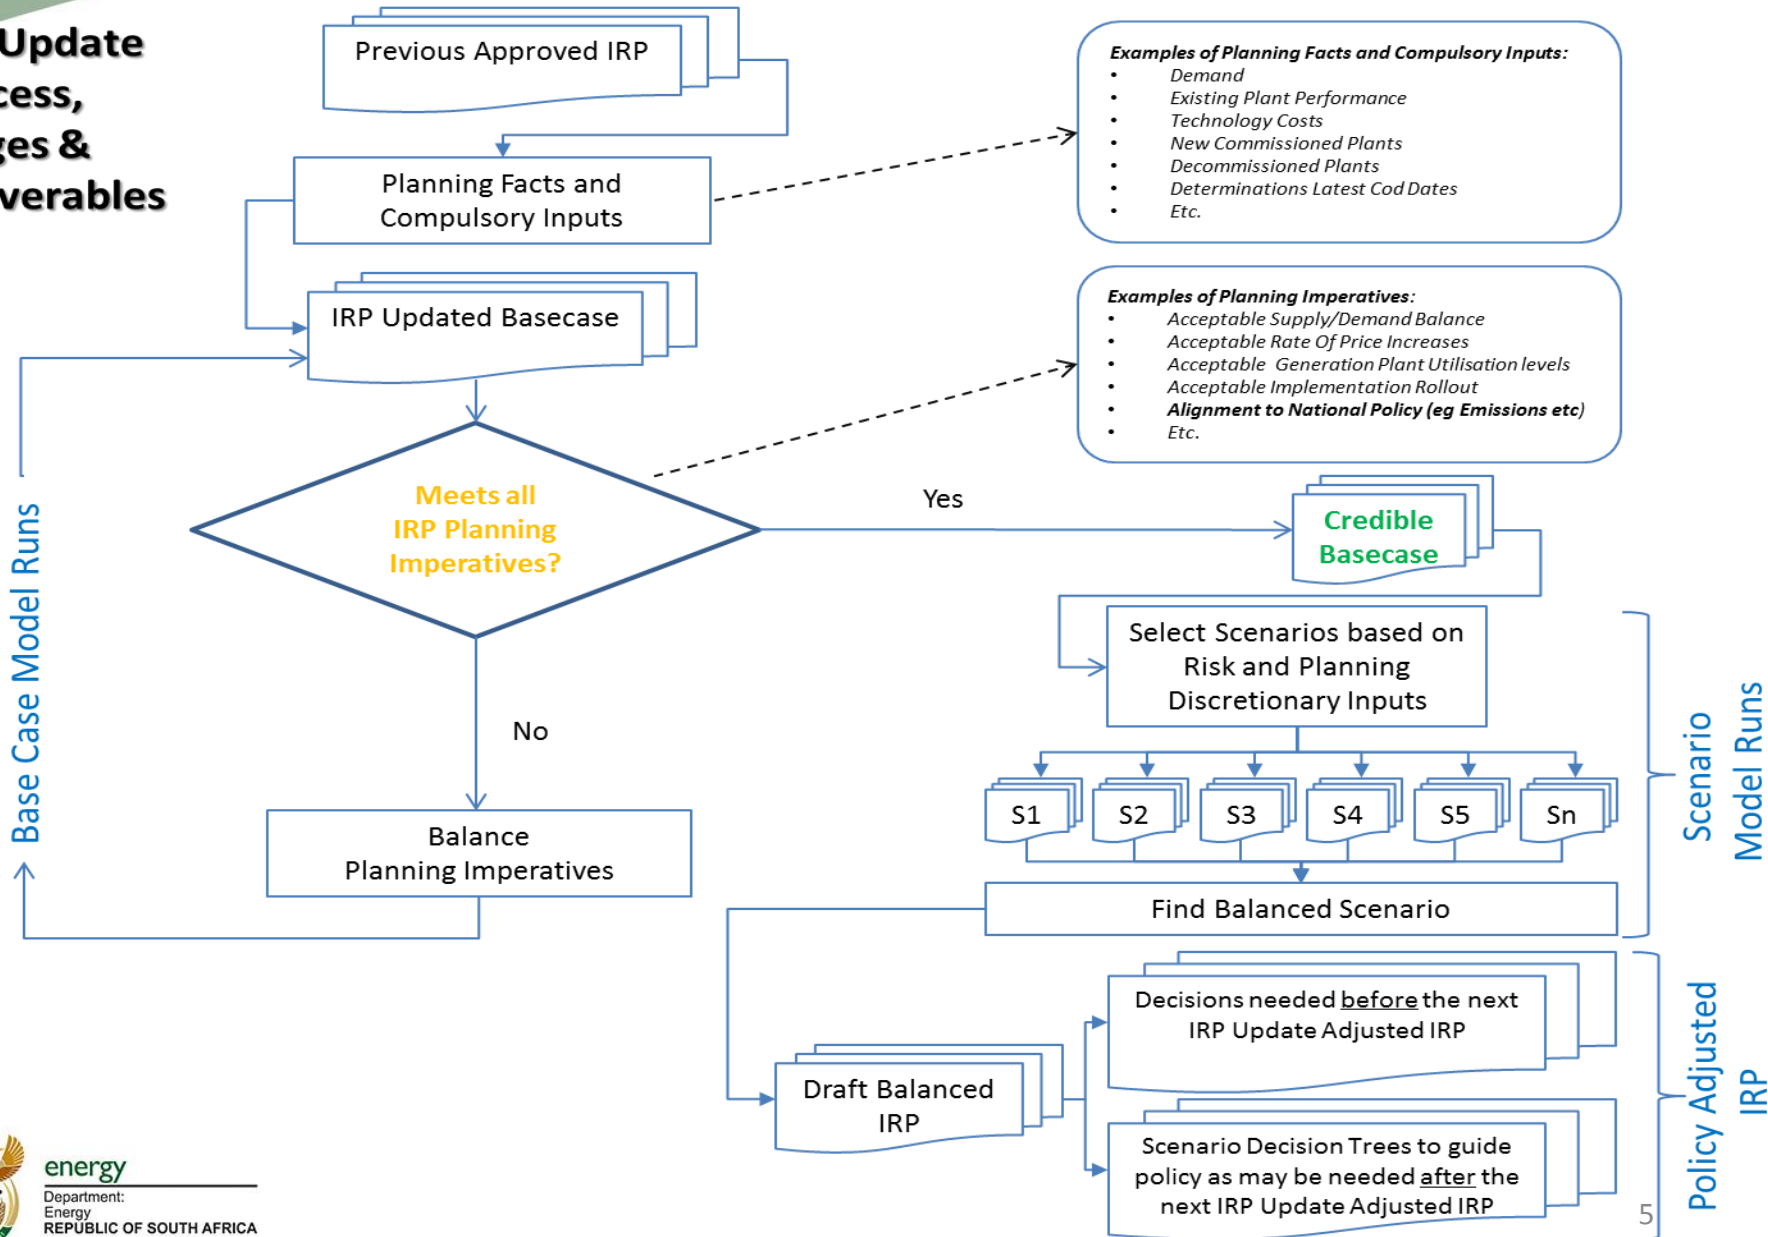 Update
cess,
ges &
verables
Previous Approved IRP
Planning Facts and
Compulsory Inputs
IRP Updated Basecase
Meets all
IRP Planning
Imperatives?
Yes
No
Balance
Planning Imperatives
Base Case Model Runs
Examples of Planning Facts and Compulsory Inputs:
• Demand
• Existing Plant Performance
• Technology Costs
• New Commissioned Plants
• Decommissioned Plants
• Determinations Latest Cod Dates
• Etc.
Examples of Planning Imperatives:
• Acceptable Supply/Demand Balance
• Acceptable Rate Of Price Increases
• Acceptable Generation Plant Utilisation levels
• Acceptable Implementation Rollout
• Alignment to National Policy (eg Emissions etc)
• Etc.
Credible
Basecase
Select Scenarios based on
Risk and Planning
Discretionary Inputs
S1 S2 S3 S4 S5 Sn
Find Balanced Scenario
Scenario
Model Runs
Draft Balanced
IRP
Decisions needed before the next
IRP Update Adjusted IRP
Scenario Decision Trees to guide
policy as may be needed after the
next IRP Update Adjusted IRP
Policy Adjusted
IRP
energy
Department:
Energy
REPUBLIC OF SOUTH AFRICA
5